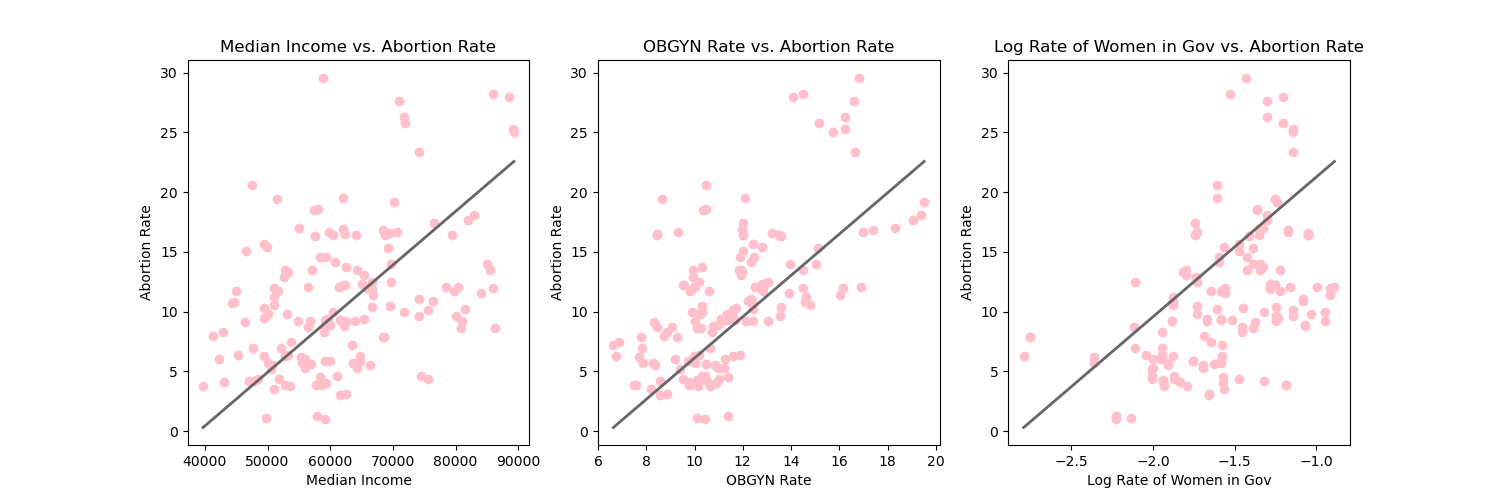 Median Income vs. Abortion Rate
30
25
20
15
10
5
0
Abortion Rate
40000 50000 60000 70000 80000 90000
Median Income
OBGYN Rate vs. Abortion Rate
30
25
20
15
10
5
0
Abortion Rate
6 8 10 12 14 16 18 20
OBGYN Rate
Log Rate of Women in Gov vs. Abortion Rate
30
25
20
15
10
5
0
Abortion Rate
−2.5 −2.0 −1.5 −1.0
Log Rate of Women in Gov